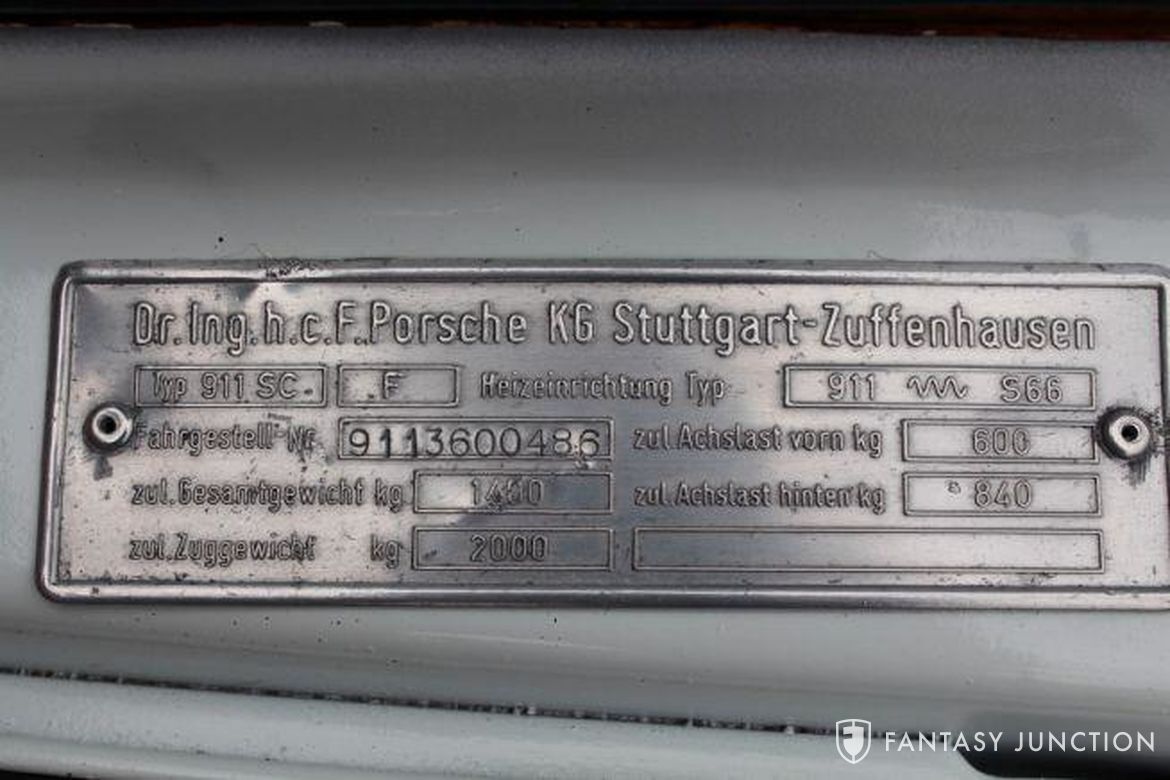 Dr.Ing.h.c.F.Porsche KG Stuttgart-Zuffenhausen
Typ 911 SC F Heizeinrichtung Typ 911 S66
Fahrgestell-Nr. 9113600486 zul.Achslast vorn kg 600
zul.Gesamtgewicht kg 1400 zul.Achslast hinten kg 840
zul.Zuggewicht kg 2000
FANTASY JUNCTION